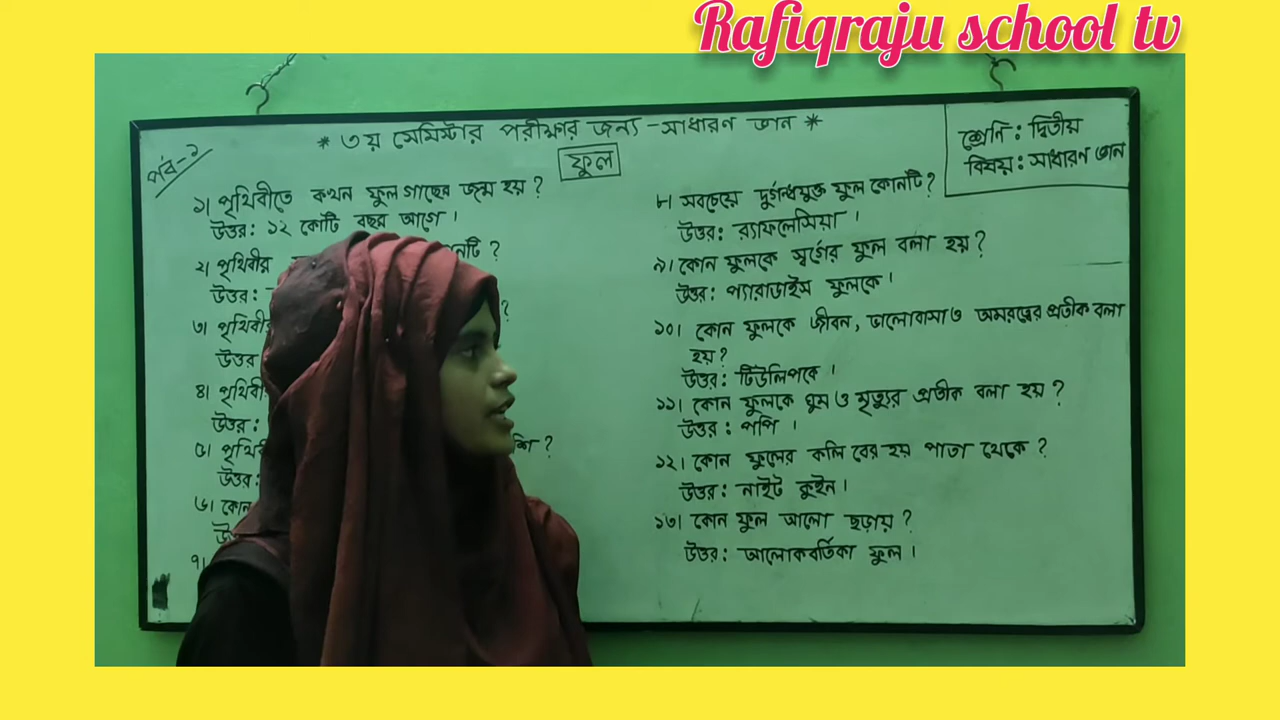 Rafiqraju school tv
* ৩য় সেমিস্টার পরীক্ষার জন্য - সাধারণ জ্ঞান *
পর্ব-১
ফুল
শ্রেণি : দ্বিতীয়
বিষয় : সাধারণ জ্ঞান
১। পৃথিবীতে কখন ফুল গাছের জন্ম হয় ?
উত্তর : ১২ কোটি বছর আগে ।
২। পৃথিবীর
?
উত্তর :
৩। পৃথিবীর
?
উত্তর
৪। পৃথিবীর
উত্তর :
৫।
?
উত্তর :
৬। কোন
৭।
৮। সবচেয়ে দুর্গন্ধযুক্ত ফুল কোনটি ?
উত্তর : র‍্যাফলেসিয়া ।
৯। কোন ফুলকে স্বর্গের ফুল বলা হয় ?
উত্তর : প্যারাডাইস ফুলকে ।
১০। কোন ফুলকে জীবন, ভালোবাসা ও অমরত্বের প্রতীক বলা
হয় ?
উত্তর : টিউলিপকে ।
১১। কোন ফুলকে ঘুম ও মৃত্যুর প্রতীক বলা হয় ?
উত্তর : পপি ।
১২। কোন ফুলের কলি বের হয় পাতা থেকে ?
উত্তর : নাইট কুইন ।
১৩। কোন ফুল আলো ছড়ায় ?
উত্তর : আলোকবর্তিকা ফুল ।